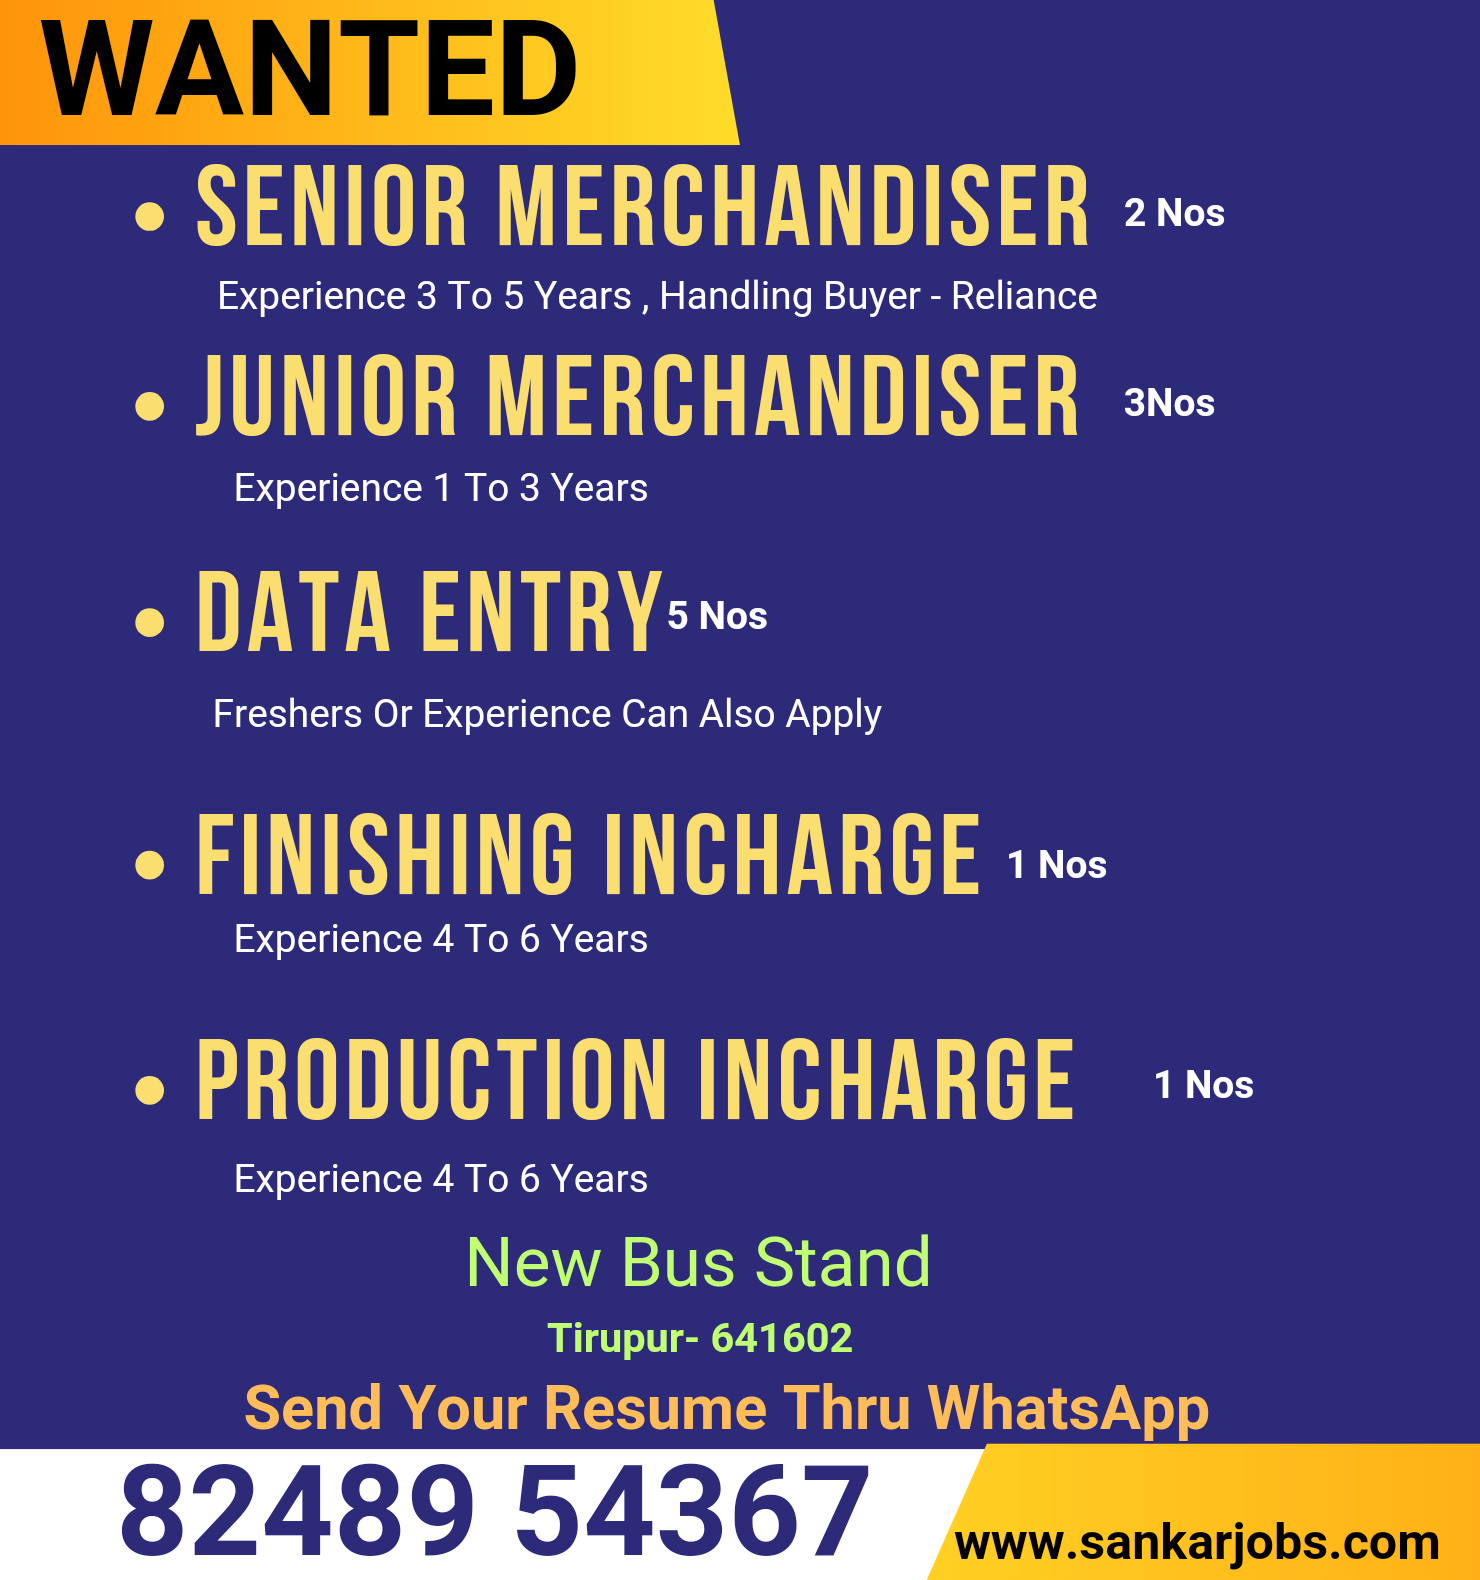 WANTED
• SENIOR MERCHANDISER 2 Nos
Experience 3 To 5 Years , Handling Buyer - Reliance
• JUNIOR MERCHANDISER 3Nos
Experience 1 To 3 Years
• DATA ENTRY 5 Nos
Freshers Or Experience Can Also Apply
• FINISHING INCHARGE 1 Nos
Experience 4 To 6 Years
• PRODUCTION INCHARGE 1 Nos
Experience 4 To 6 Years
New Bus Stand
Tirupur- 641602
Send Your Resume Thru WhatsApp
82489 54367
www.sankarjobs.com